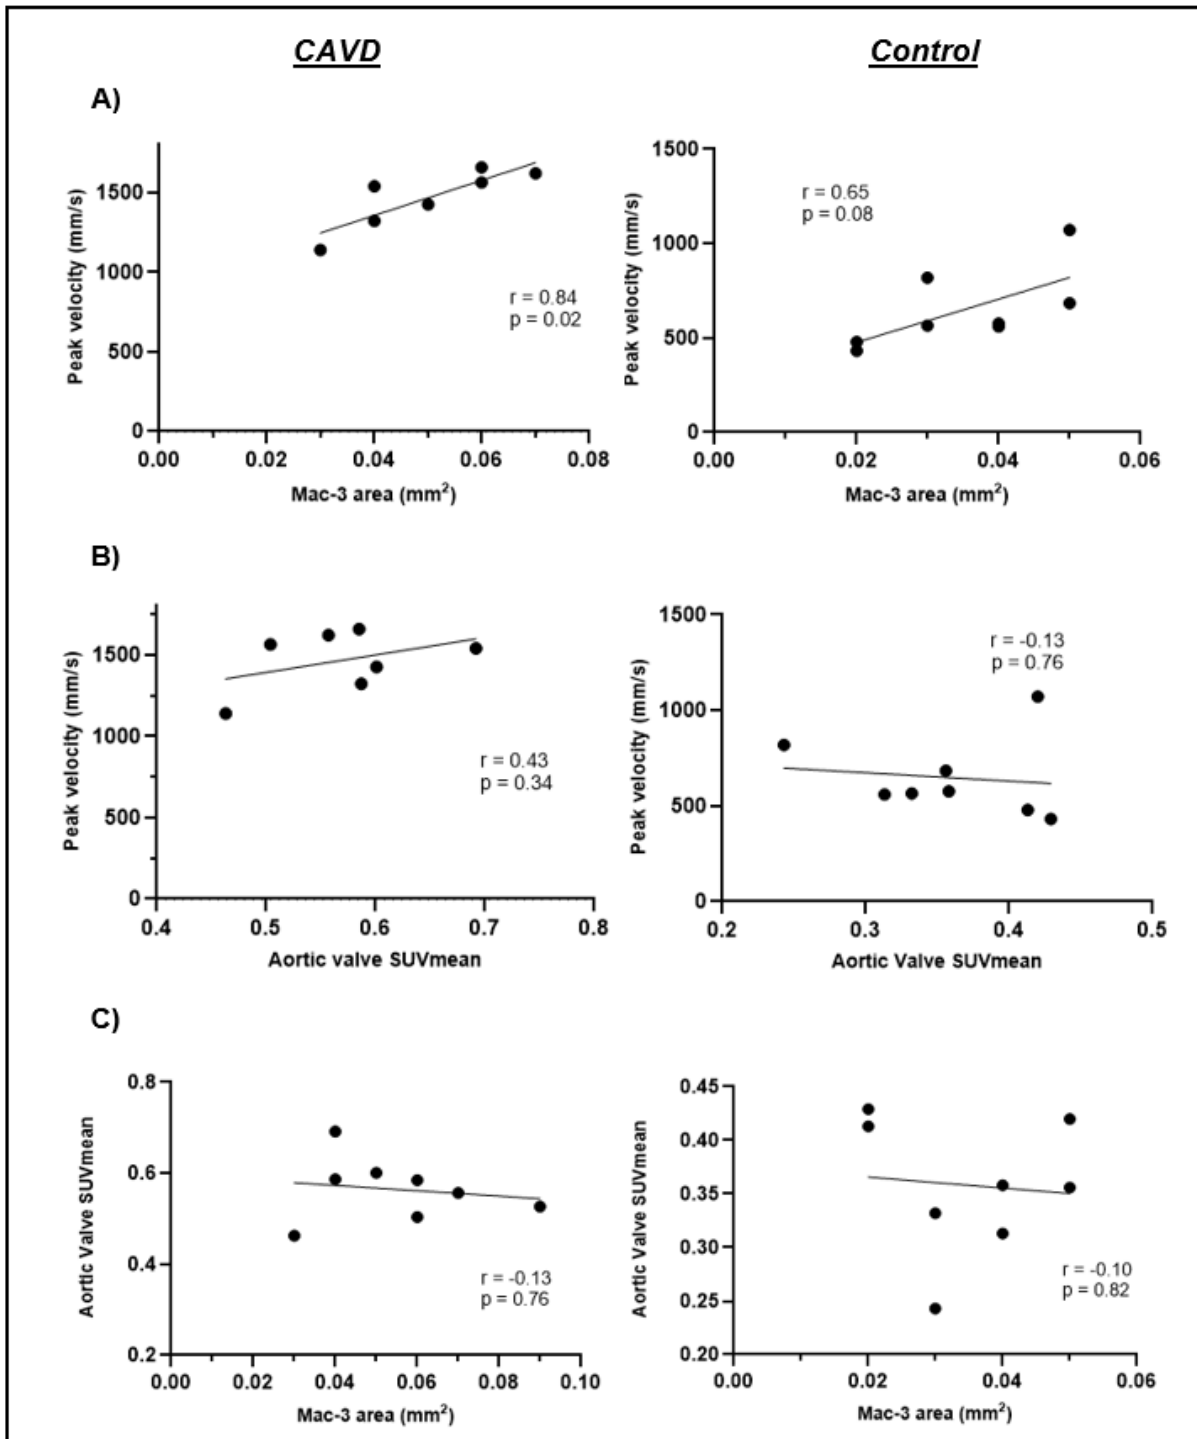 CAVD
Control
A)
Peak velocity (mm/s)
1500
1000
500
0
r = 0.84
p = 0.02
0.00 0.02 0.04 0.06 0.08
Mac-3 area (mm²)
Peak velocity (mm/s)
1500
1000
500
0
r = 0.65
p = 0.08
0.00 0.02 0.04 0.06
Mac-3 area (mm²)
B)
Peak velocity (mm/s)
1500
1000
500
0
r = 0.43
p = 0.34
0.4 0.5 0.6 0.7 0.8
Aortic valve SUVmean
Peak velocity (mm/s)
1500
1000
500
0
r = -0.13
p = 0.76
0.2 0.3 0.4 0.5
Aortic Valve SUVmean
C)
Aortic Valve SUVmean
0.8
0.6
0.4
0.2
r = -0.13
p = 0.76
0.00 0.02 0.04 0.06 0.08 0.10
Mac-3 area (mm²)
Aortic Valve SUVmean
0.45
0.40
0.35
0.30
0.25
0.20
r = -0.10
p = 0.82
0.00 0.02 0.04 0.06
Mac-3 area (mm²)